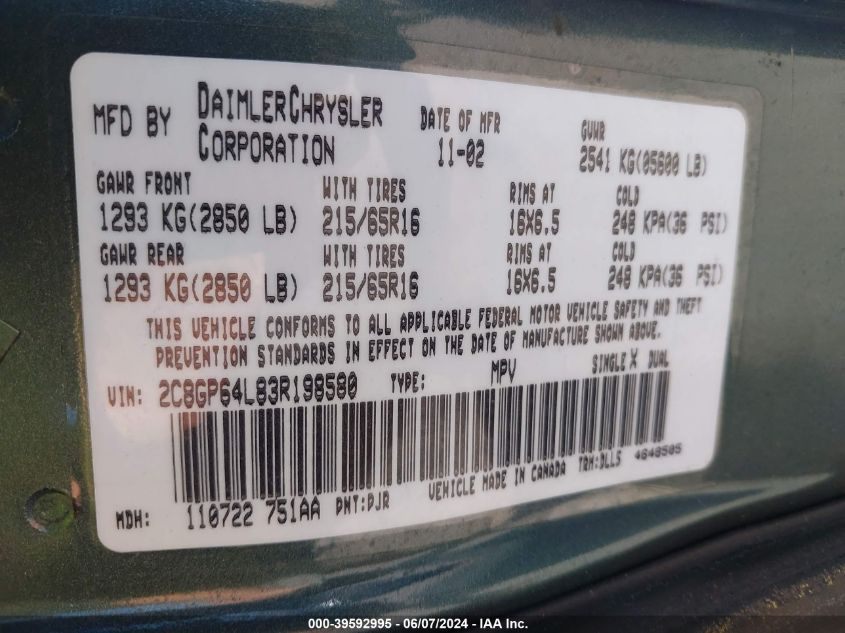 MFD BY DAIMLERCHRYSLER CORPORATION DATE OF MFR 11-02 GVWR 2541 KG(05600 LB)
GAWR FRONT WITH TIRES RIMS AT COLD
1293 KG(2850 LB) 215/65R16 16X6.5 248 KPA(36 PSI)
GAWR REAR WITH TIRES RIMS AT COLD
1293 KG(2850 LB) 215/65R16 16X6.5 248 KPA(36 PSI)
THIS VEHICLE CONFORMS TO ALL APPLICABLE FEDERAL MOTOR VEHICLE SAFETY AND THEFT
PREVENTION STANDARDS IN EFFECT ON THE DATE OF MANUFACTURE SHOWN ABOVE.
VIN: 2C8GP64L83R198580 TYPE: MPV SINGLE X DUAL
MDH: 110722 751AA PNT:PJR VEHICLE MADE IN CANADA TRM:DLL5 4648505
000-39592995 / 06/07/2024 - IAA Inc.